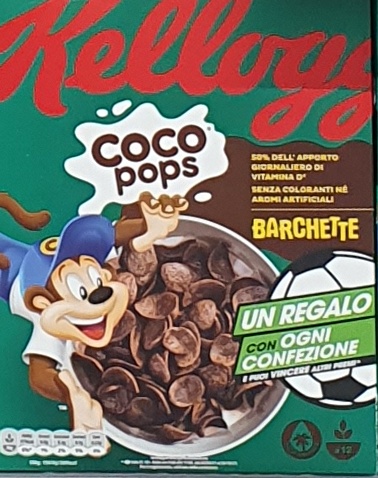 Kellogg
COCO
pops
50% DELL' APPORTO
GIORNALIERO DI
VITAMINA D*
SENZA COLORANTI NÉ
AROMI ARTIFICIALI
BARCHETTE
UN REGALO
CON OGNI
CONFEZIONE
E PUOI VINCERE ALTRI PREMI*
TM